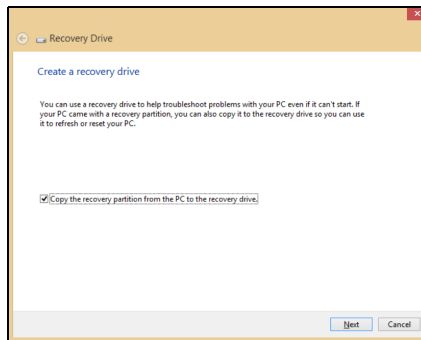 Recovery Drive
Create a recovery drive
You can use a recovery drive to help troubleshoot problems with your PC even if it can't start. If
your PC came with a recovery partition, you can also copy it to the recovery drive so you can use
it to refresh or reset your PC.
Copy the recovery partition from the PC to the recovery drive.
Next Cancel